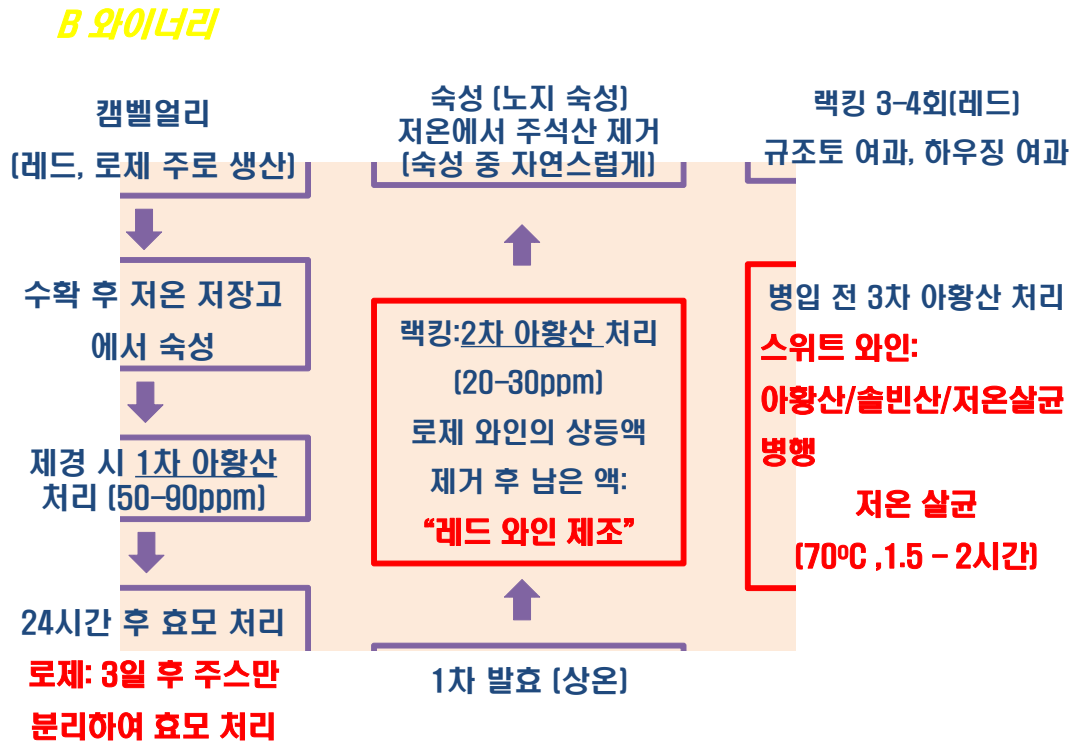 B 와이너리
캠벨얼리
(레드, 로제 주로 생산)
수확 후 저온 저장고
에서 숙성
제경 시 1차 아황산
처리 (50-90ppm)
24시간 후 효모 처리
로제: 3일 후 주스만
분리하여 효모 처리
숙성 (노지 숙성)
저온에서 주석산 제거
(숙성 중 자연스럽게)
랙킹:2차 아황산 처리
(20-30ppm)
로제 와인의 상등액
제거 후 남은 액:
“레드 와인 제조”
1차 발효 (상온)
랙킹 3-4회(레드)
규조토 여과, 하우징 여과
병입 전 3차 아황산 처리
스위트 와인:
아황산/솔빈산/저온살균
병행
저온 살균
(70ºC ,1.5 - 2시간)